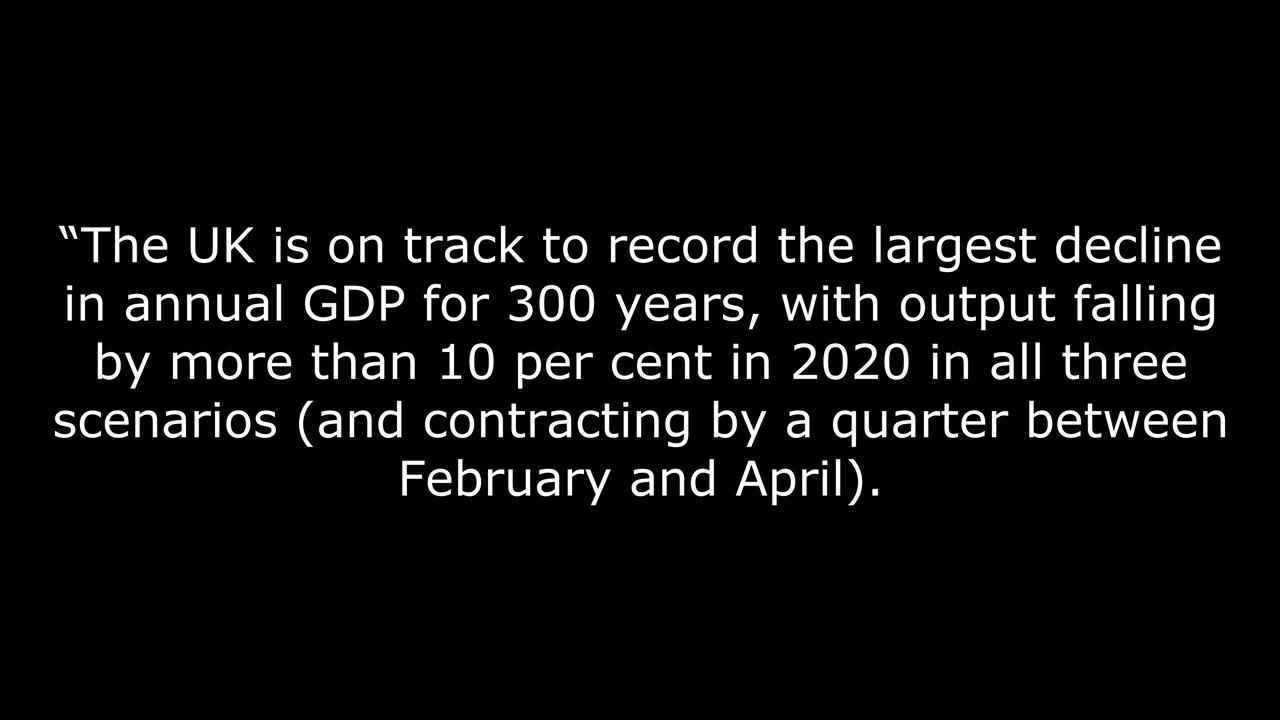 “The UK is on track to record the largest decline
in annual GDP for 300 years, with output falling
by more than 10 per cent in 2020 in all three
scenarios (and contracting by a quarter between
February and April).